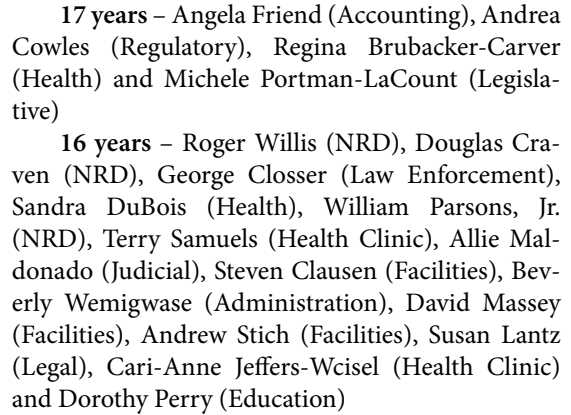 17 years – Angela Friend (Accounting), Andrea
Cowles (Regulatory), Regina Brubacker-Carver
(Health) and Michele Portman-LaCount (Legisla-
tive)
16 years – Roger Willis (NRD), Douglas Cra-
ven (NRD), George Closser (Law Enforcement),
Sandra DuBois (Health), William Parsons, Jr.
(NRD), Terry Samuels (Health Clinic), Allie Mal-
donado (Judicial), Steven Clausen (Facilities), Bev-
erly Wemigwase (Administration), David Massey
(Facilities), Andrew Stich (Facilities), Susan Lantz
(Legal), Cari-Anne Jeffers-Wcisel (Health Clinic)
and Dorothy Perry (Education)